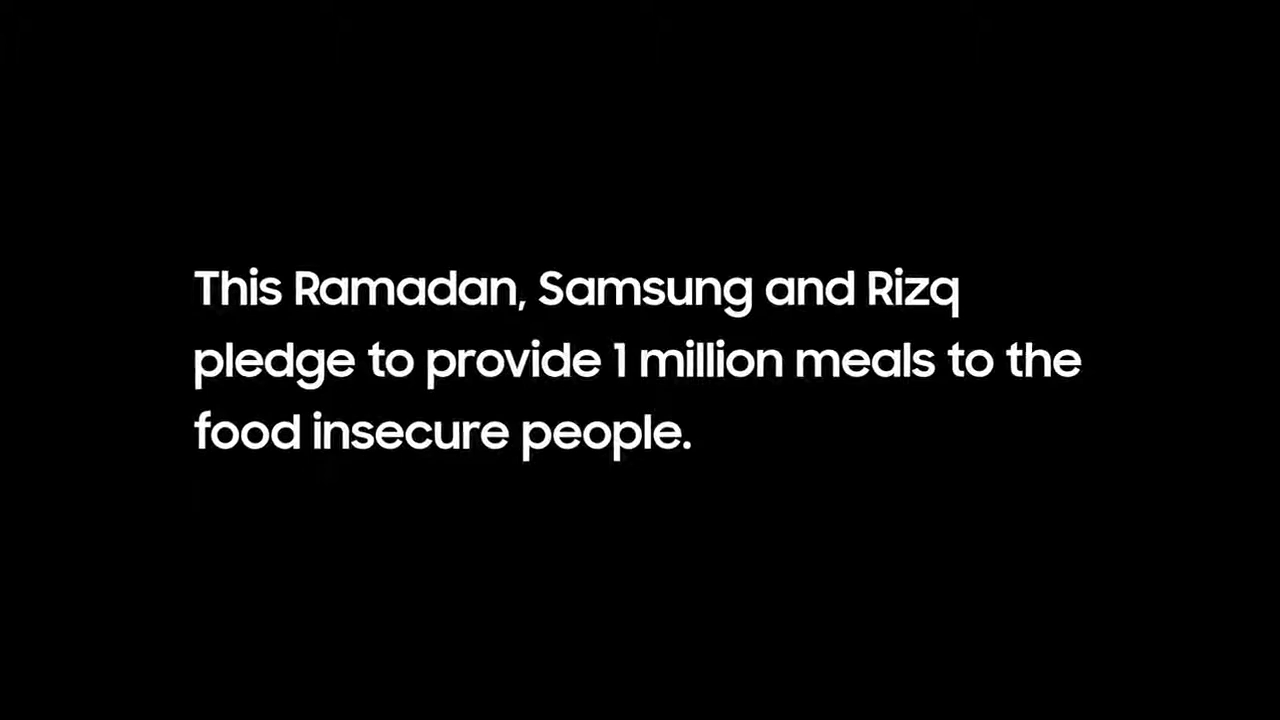 This Ramadan, Samsung and Rizq
pledge to provide 1 million meals to the
food insecure people.